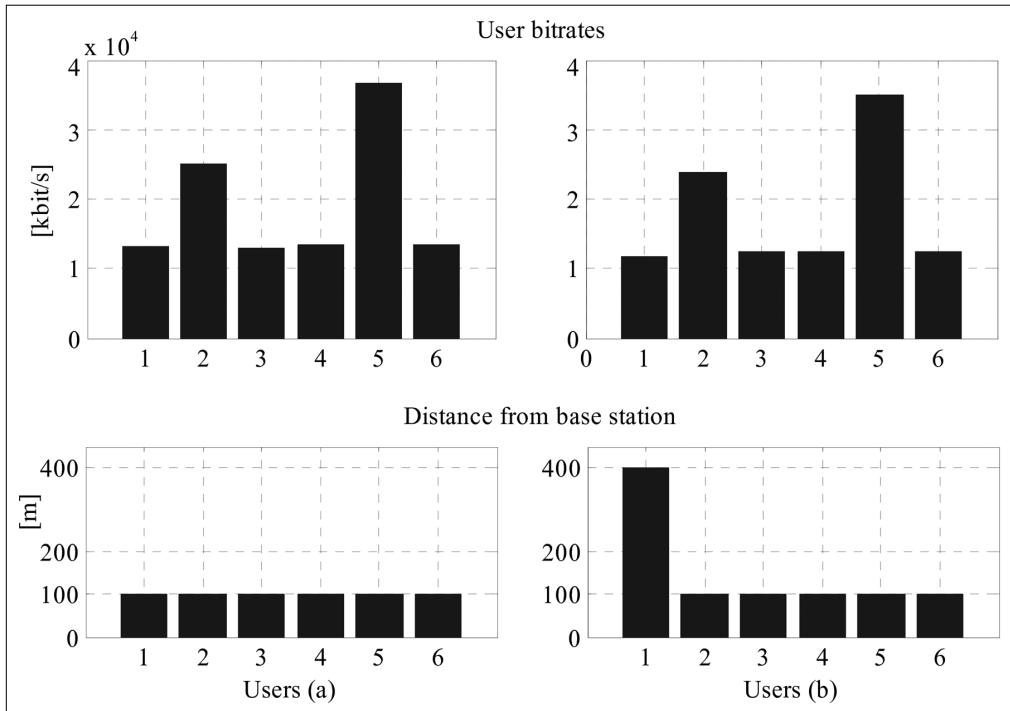 User bitrates
x 10⁴
[kbit/s]
4 4
3 3
2 2
1 1
0 0
1 2 3 4 5 6 0 1 2 3 4 5 6
Distance from base station
[m]
400 400
200 200
100 100
0 0
1 2 3 4 5 6 1 2 3 4 5 6
Users (a) Users (b)